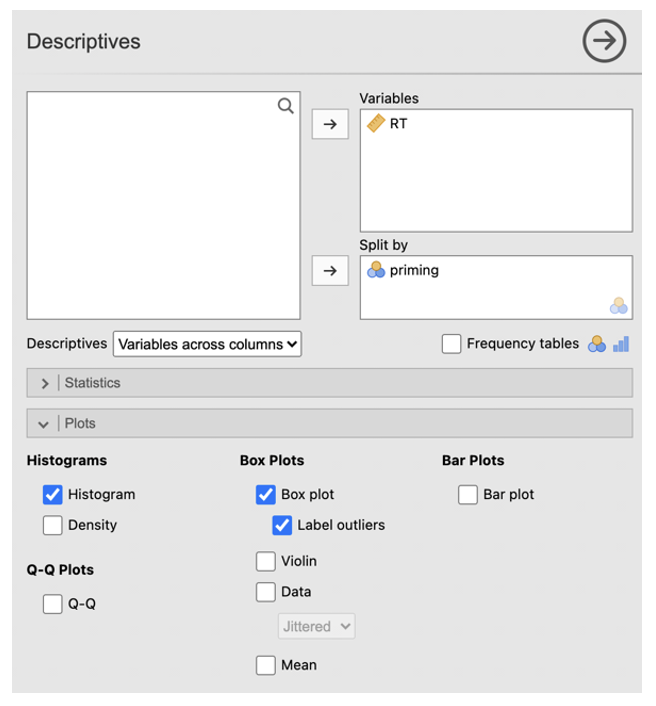 Descriptives
Variables
RT
Split by
priming
Descriptives Variables across columns Frequency tables
Statistics
Plots
Histograms Box Plots Bar Plots
Histogram Box plot Bar plot
Density Label outliers
Violin
Q-Q Plots
Data
Q-Q
Jittered
Mean